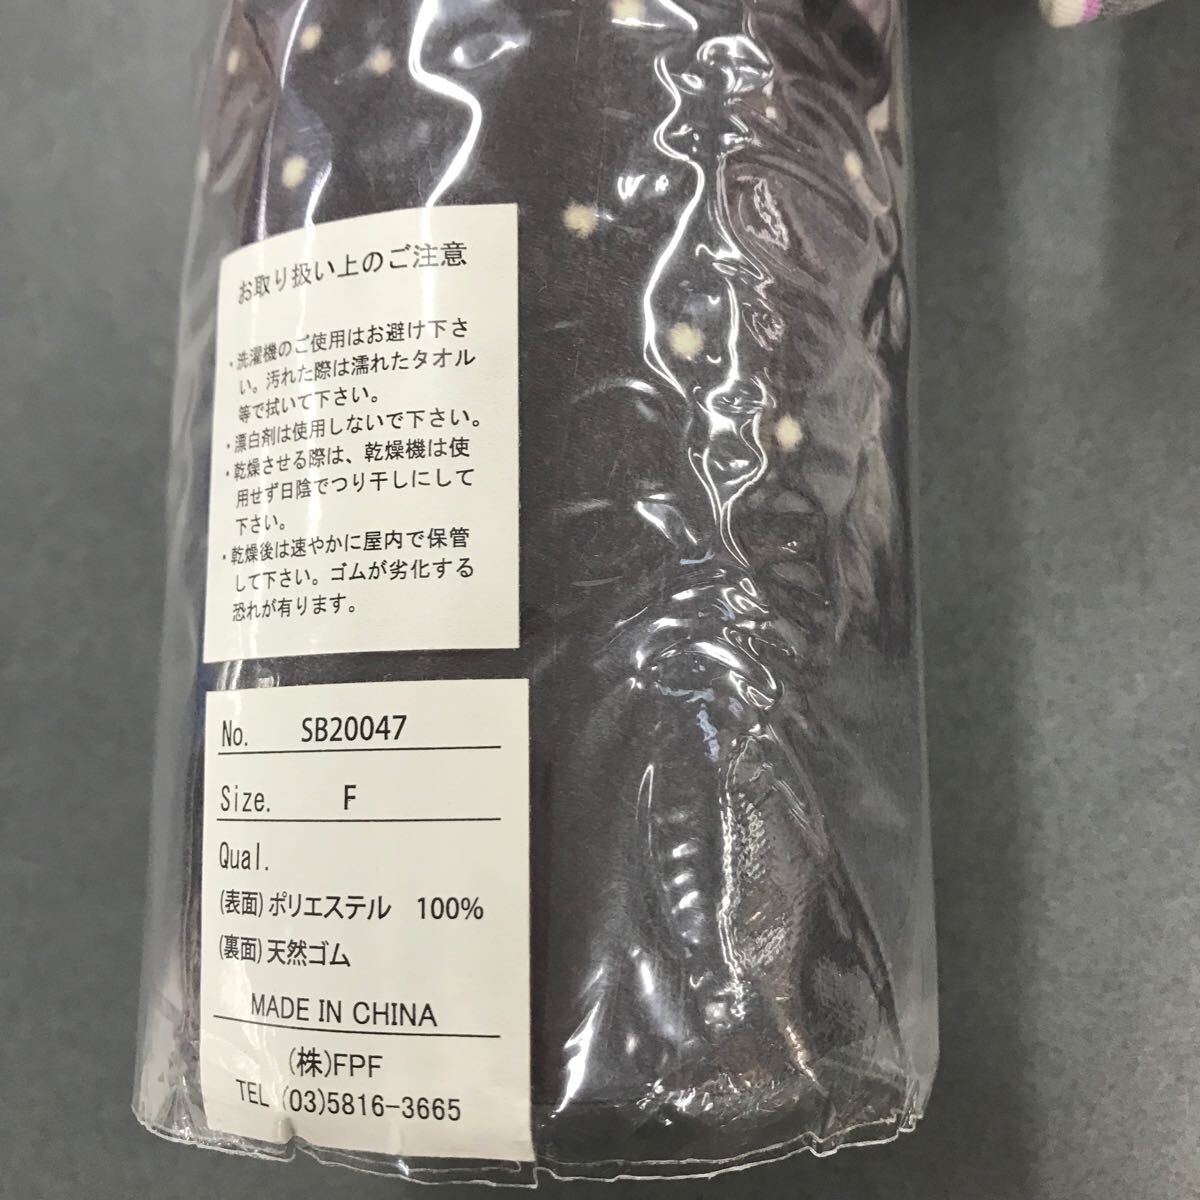 お取り扱い上のご注意
・洗濯機のご使用はお避け下さ
い。汚れた際は濡れたタオル
等で拭いて下さい。
・漂白剤は使用しないで下さい。
・乾燥させる際は、乾燥機は使
用せず日陰でつり干しにして
下さい。
・乾燥後は速やかに屋内で保管
して下さい。ゴムが劣化する
恐れが有ります。
No. SB20047
Size. F
Qual.
(表面)ポリエステル 100%
(裏面)天然ゴム
MADE IN CHINA
(株)FPF
TEL (03)5816-3665